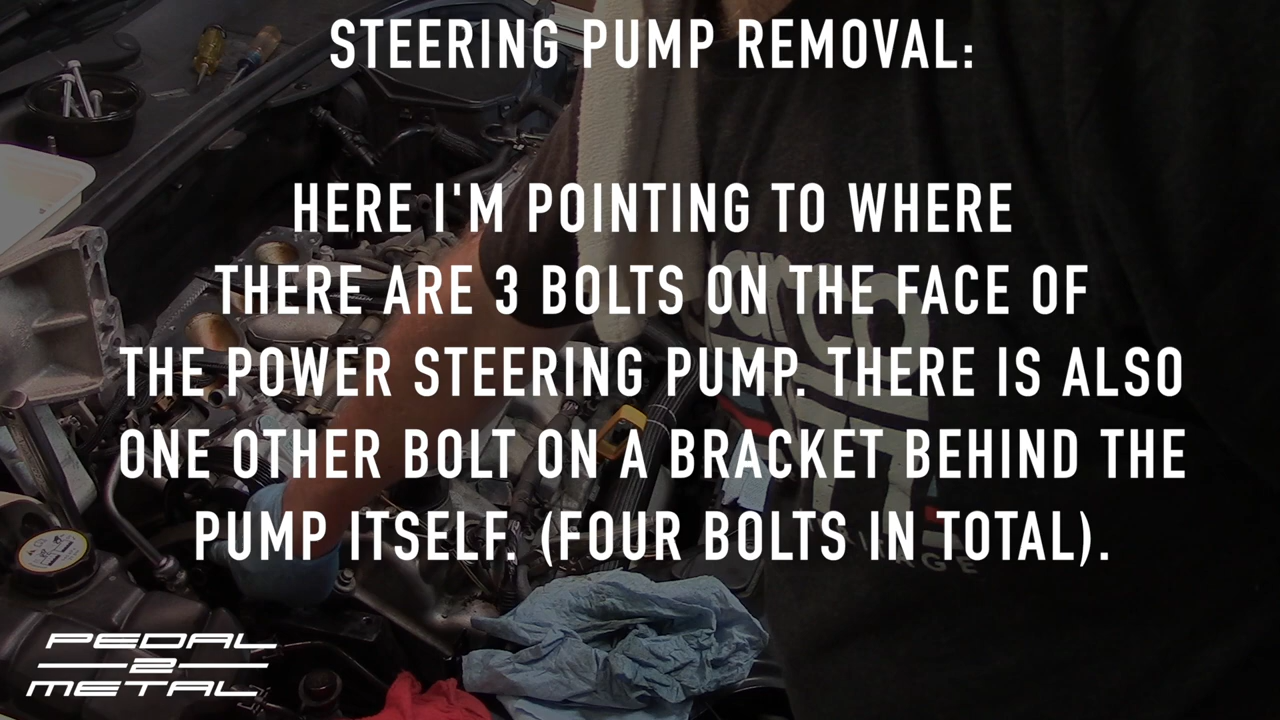 STEERING PUMP REMOVAL:
HERE I'M POINTING TO WHERE
THERE ARE 3 BOLTS ON THE FACE OF
THE POWER STEERING PUMP. THERE IS ALSO
ONE OTHER BOLT ON A BRACKET BEHIND THE
PUMP ITSELF. (FOUR BOLTS IN TOTAL).
PEDAL
2
METAL